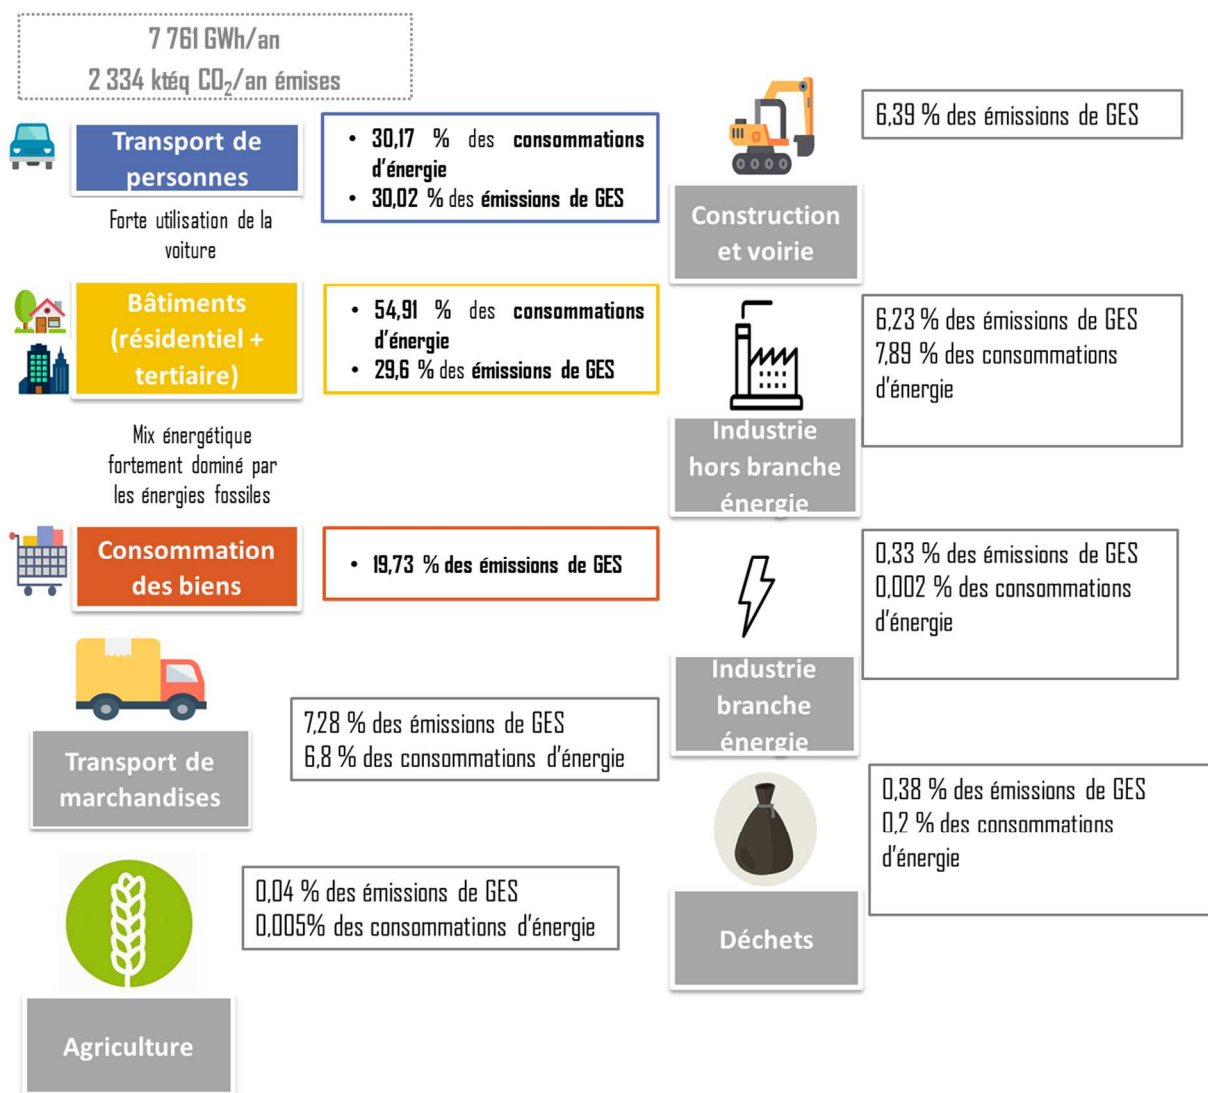 7 761 GWh/an
2 334 ktéq CO₂/an émises
Transport de
personnes
• 30,17 % des consommations
d'énergie
• 30,02 % des émissions de GES
Forte utilisation de la
voiture
Bâtiments
(résidentiel +
tertiaire)
• 54,91 % des consommations
d'énergie
• 29,6 % des émissions de GES
Mix énergétique
fortement dominé par
les énergies fossiles
Consommation
des biens
• 19,73 % des émissions de GES
Transport de
marchandises
7,28 % des émissions de GES
6,8 % des consommations d'énergie
Agriculture
0,04 % des émissions de GES
0,005% des consommations d'énergie
Construction
et voirie
6,39 % des émissions de GES
Industrie
hors branche
énergie
6,23 % des émissions de GES
7,89 % des consommations
d'énergie
Industrie
branche
énergie
0,33 % des émissions de GES
0,002 % des consommations
d'énergie
Déchets
0,38 % des émissions de GES
0,2 % des consommations
d'énergie